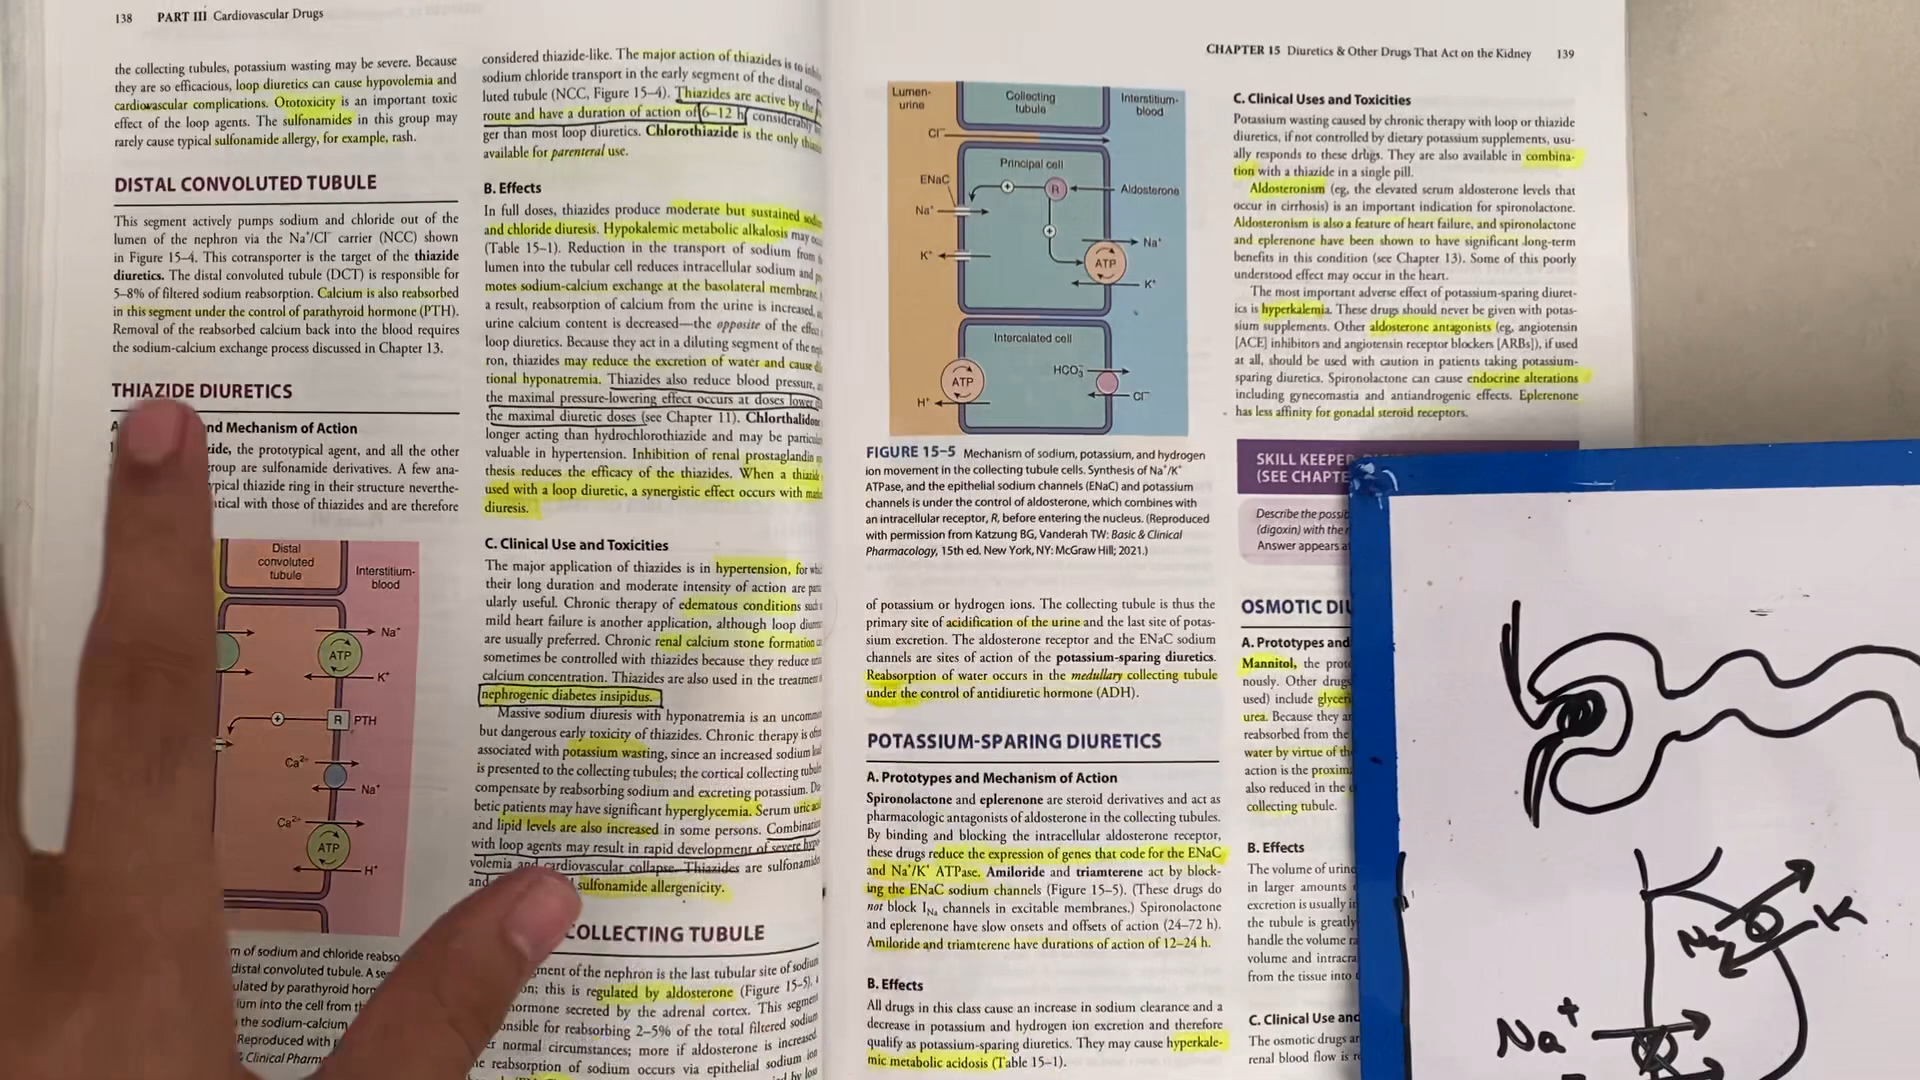 138 PART III Cardiovascular Drugs
the collecting tubules, potassium wasting may be severe. Because
they are so efficacious, loop diuretics can cause hypovolemia and
cardiovascular complications. Ototoxicity is an important toxic
effect of the loop agents. The sulfonamides in this group may
rarely cause typical sulfonamide allergy, for example, rash.
DISTAL CONVOLUTED TUBULE
This segment actively pumps sodium and chloride out of the
lumen of the nephron via the Na⁺/Cl⁻ carrier (NCC) shown
in Figure 15–4. This cotransporter is the target of the thiazide
diuretics. The distal convoluted tubule (DCT) is responsible for
5–8% of filtered sodium reabsorption. Calcium is also reabsorbed
in this segment under the control of parathyroid hormone (PTH).
Removal of the reabsorbed calcium back into the blood requires
the sodium-calcium exchange process discussed in Chapter 13.
THIAZIDE DIURETICS
nd Mechanism of Action
zide, the prototypical agent, and all the other
roup are sulfonamide derivatives. A few ana-
ypical thiazide ring in their structure neverthe-
ntical with those of thiazides and are therefore
Distal
convoluted
tubule
Interstitium-
blood
Na⁺
ATP
K⁺
+
R PTH
Ca²⁺
Na⁺
Ca²⁺
ATP
H⁺
m of sodium and chloride reabso
distal convoluted tubule. A se
ulated by parathyroid horm
ium into the cell from th
the sodium-calcium
Reproduced with
Clinical Pharm
considered thiazide-like. The major action of thiazides is to
sodium chloride transport in the early segment of the distal
luted tubule (NCC, Figure 15–4). Thiazides are active by the
route and have a duration of action of 6–12 h, considerably
ger than most loop diuretics. Chlorothiazide is the only
available for parenteral use.
B. Effects
In full doses, thiazides produce moderate but sustained
and chloride diuresis. Hypokalemic metabolic alkalosis may
(Table 15–1). Reduction in the transport of sodium from
lumen into the tubular cell reduces intracellular sodium and
motes sodium-calcium exchange at the basolateral membrane.
a result, reabsorption of calcium from the urine is increased,
urine calcium content is decreased—the opposite of the
loop diuretics. Because they act in a diluting segment of the
ron, thiazides may reduce the excretion of water and cause
tional hyponatremia. Thiazides also reduce blood pressure,
the maximal pressure-lowering effect occurs at doses lower
the maximal diuretic doses (see Chapter 11). Chlorthalidone
longer acting than hydrochlorothiazide and may be
valuable in hypertension. Inhibition of renal prostaglandin
thesis reduces the efficacy of the thiazides. When a thiazide
used with a loop diuretic, a synergistic effect occurs with
diuresis.
C. Clinical Use and Toxicities
The major application of thiazides is in hypertension, for
their long duration and moderate intensity of action are
ularly useful. Chronic therapy of edematous conditions
mild heart failure is another application, although loop
are usually preferred. Chronic renal calcium stone formation
sometimes be controlled with thiazides because they reduce
calcium concentration. Thiazides are also used in the treatment
nephrogenic diabetes insipidus.
Massive sodium diuresis with hyponatremia is an
but dangerous early toxicity of thiazides. Chronic therapy is
associated with potassium wasting, since an increased sodium
is presented to the collecting tubules; the cortical collecting
compensate by reabsorbing sodium and excreting potassium.
betic patients may have significant hyperglycemia. Serum uric
and lipid levels are also increased in some persons. Combination
with loop agents may result in rapid development of severe
volemia and cardiovascular collapse. Thiazides are sulfonamides
and sulfonamide allergenicity.
COLLECTING TUBULE
gment of the nephron is the last tubular site of sodium
on; this is regulated by aldosterone (Figure 15–5),
hormone secreted by the adrenal cortex. This segment
onsible for reabsorbing 2–5% of the total filtered sodium
er normal circumstances; more if aldosterone is increased.
he reabsorption of sodium occurs via epithelial sodium
CHAPTER 15 Diuretics & Other Drugs That Act on the Kidney 139
Lumen-
urine
Collecting
tubule
Interstitium-
blood
Cl⁻
Principal cell
ENaC
+
R
Aldosterone
Na⁺
+
Na⁺
K⁺
ATP
K⁺
Intercalated cell
HCO₃⁻
ATP
H⁺
Cl⁻
FIGURE 15–5 Mechanism of sodium, potassium, and hydrogen
ion movement in the collecting tubule cells. Synthesis of Na⁺/K⁺
ATPase, and the epithelial sodium channels (ENaC) and potassium
channels is under the control of aldosterone, which combines with
an intracellular receptor, R, before entering the nucleus. (Reproduced
with permission from Katzung BG, Vanderah TW: Basic & Clinical
Pharmacology, 15th ed. New York, NY: McGraw Hill; 2021.)
of potassium or hydrogen ions. The collecting tubule is thus the
primary site of acidification of the urine and the last site of potas-
sium excretion. The aldosterone receptor and the ENaC sodium
channels are sites of action of the potassium-sparing diuretics.
Reabsorption of water occurs in the medullary collecting tubule
under the control of antidiuretic hormone (ADH).
POTASSIUM-SPARING DIURETICS
A. Prototypes and Mechanism of Action
Spironolactone and eplerenone are steroid derivatives and act as
pharmacologic antagonists of aldosterone in the collecting tubules.
By binding and blocking the intracellular aldosterone receptor,
these drugs reduce the expression of genes that code for the ENaC
and Na⁺/K⁺ ATPase. Amiloride and triamterene act by block-
ing the ENaC sodium channels (Figure 15–5). (These drugs do
not block I_Na channels in excitable membranes.) Spironolactone
and eplerenone have slow onsets and offsets of action (24–72 h).
Amiloride and triamterene have durations of action of 12–24 h.
B. Effects
All drugs in this class cause an increase in sodium clearance and a
decrease in potassium and hydrogen ion excretion and therefore
qualify as potassium-sparing diuretics. They may cause hyperkale-
mic metabolic acidosis (Table 15–1).
C. Clinical Uses and Toxicities
Potassium wasting caused by chronic therapy with loop or thiazide
diuretics, if not controlled by dietary potassium supplements, usu-
ally responds to these drugs. They are also available in combina-
tion with a thiazide in a single pill.
Aldosteronism (eg, the elevated serum aldosterone levels that
occur in cirrhosis) is an important indication for spironolactone.
Aldosteronism is also a feature of heart failure, and spironolactone
and eplerenone have been shown to have significant long-term
benefits in this condition (see Chapter 13). Some of this poorly
understood effect may occur in the heart.
The most important adverse effect of potassium-sparing diuret-
ics is hyperkalemia. These drugs should never be given with potas-
sium supplements. Other aldosterone antagonists (eg, angiotensin
[ACE] inhibitors and angiotensin receptor blockers [ARBs]), if used
at all, should be used with caution in patients taking potassium-
sparing diuretics. Spironolactone can cause endocrine alterations
including gynecomastia and antiandrogenic effects. Eplerenone
has less affinity for gonadal steroid receptors.
SKILL KEEPER
(SEE CHAPTE
Describe the possib
(digoxin) with the
Answer appears a
OSMOTIC DI
A. Prototypes and
Mannitol, the pro
nously. Other drug
used) include glycer
urea. Because they a
reabsorbed from the
water by virtue of th
action is the proxim
also reduced in the
collecting tubule.
B. Effects
The volume of urin
in larger amounts
excretion is usually i
the tubule is greatly
handle the volume
volume and intracra
from the tissue into
C. Clinical Use and
The osmotic drugs a
renal blood flow is
Na
K
Na⁺